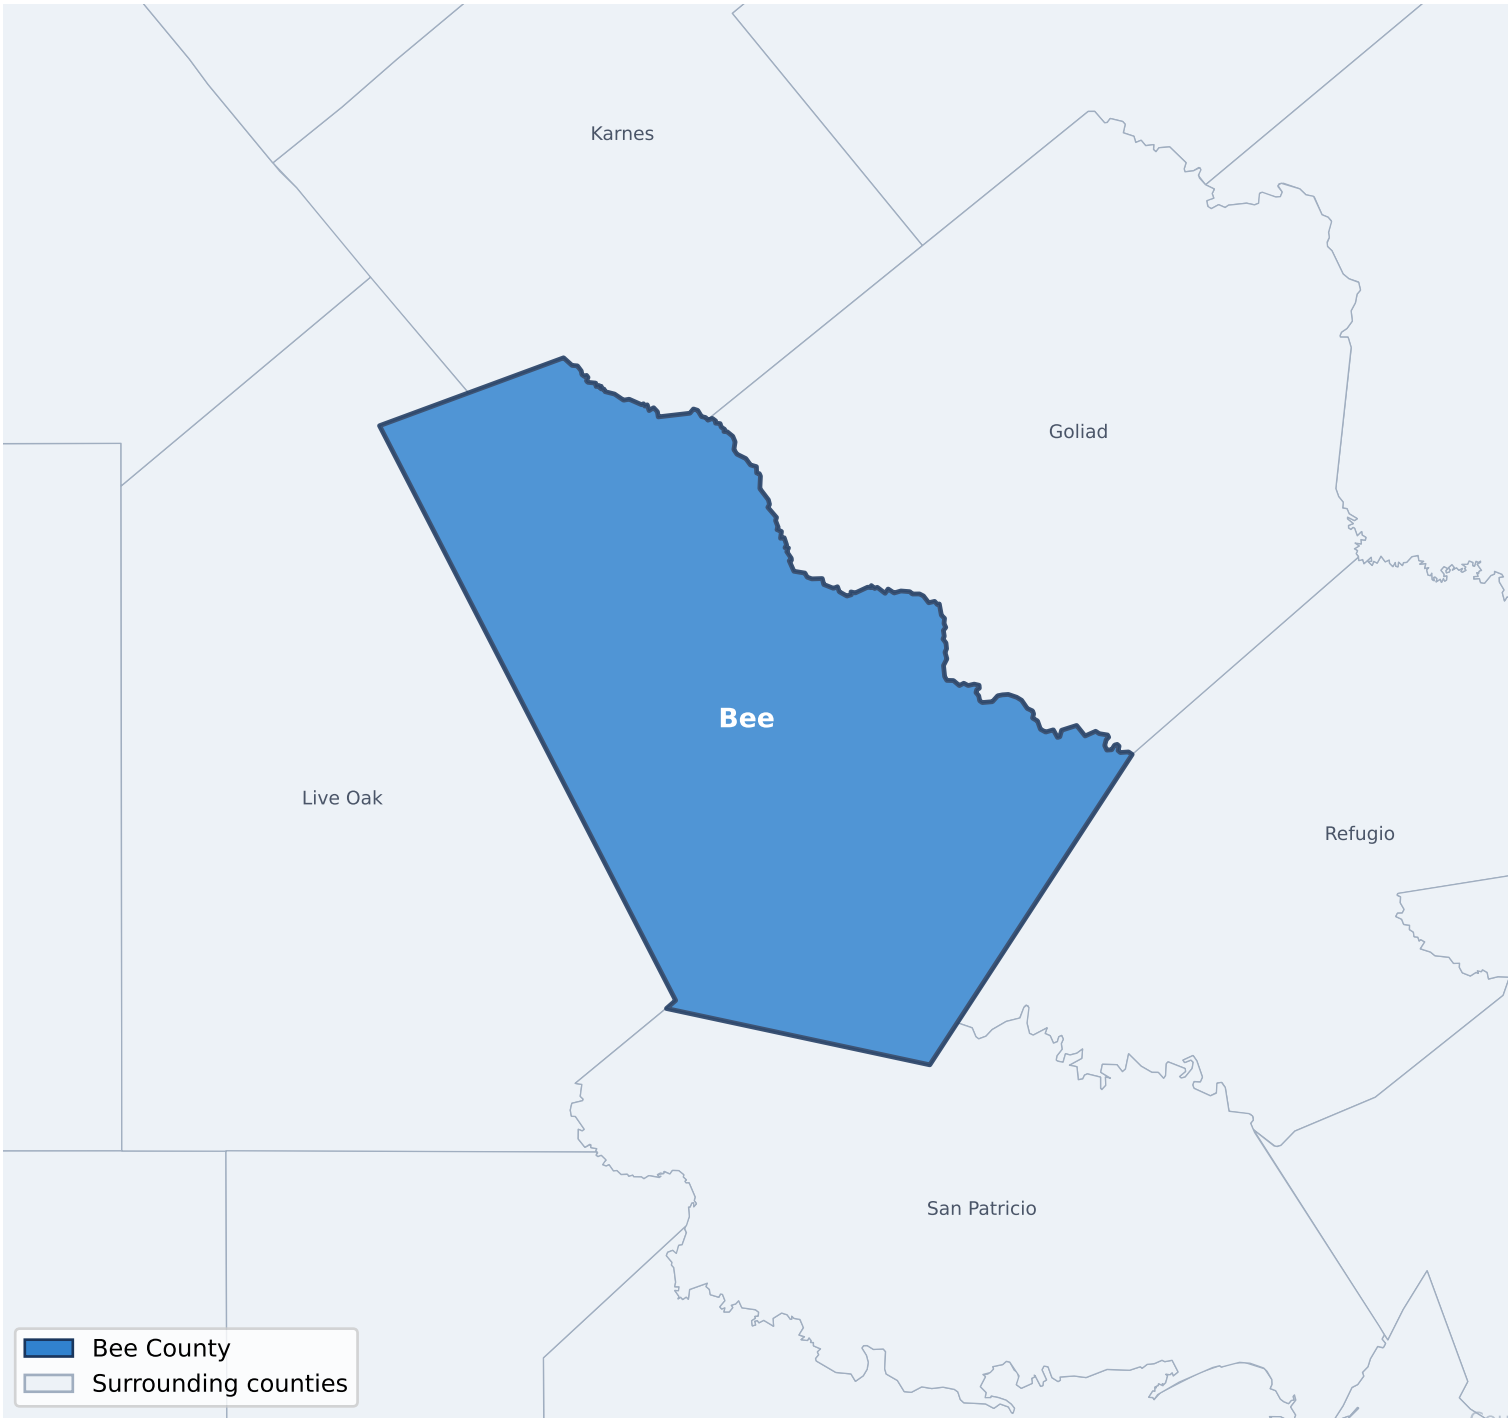 Karnes
Goliad
Bee
Live Oak
Refugio
San Patricio
Bee County
Surrounding counties